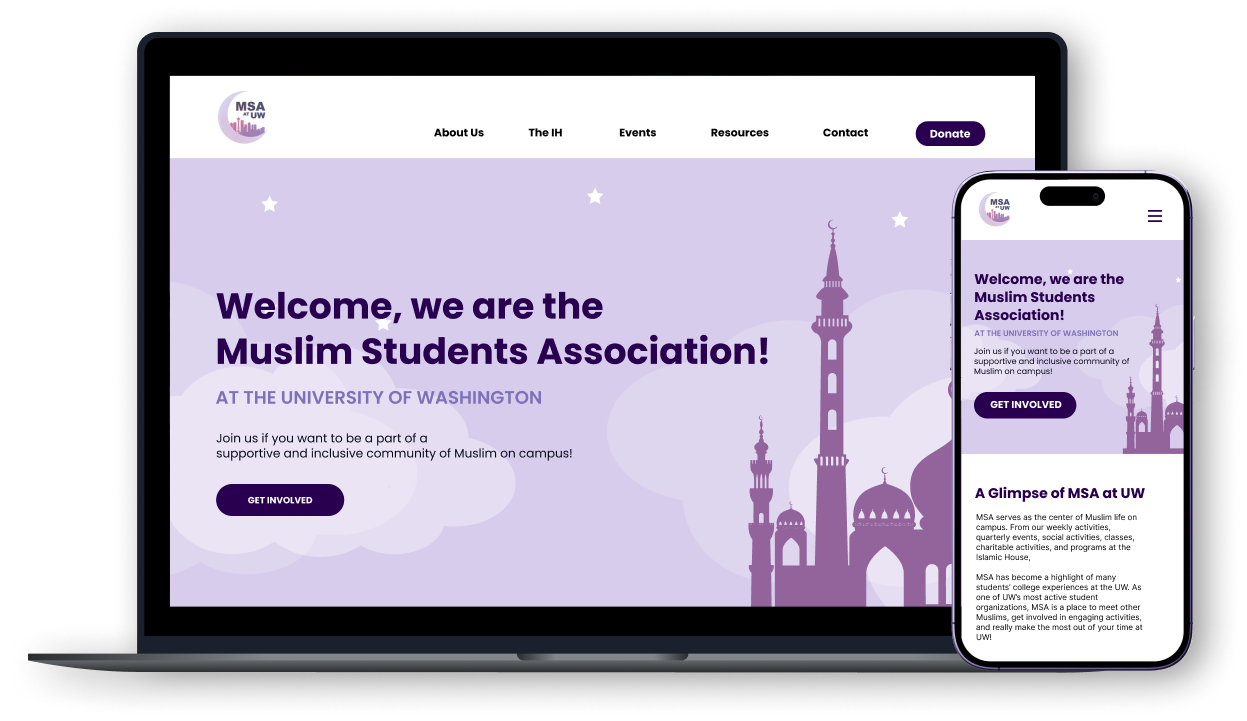 MSA
AT UW
About Us
The IH
Events
Resources
Contact
Donate
Welcome, we are the
Muslim Students Association!
AT THE UNIVERSITY OF WASHINGTON
Join us if you want to be a part of a
supportive and inclusive community of Muslim on campus!
GET INVOLVED
MSA
AT UW
Welcome, we are the
Muslim Students
Association!
AT THE UNIVERSITY OF WASHINGTON
Join us if you want to be a part of a
supportive and inclusive community of
Muslim on campus!
GET INVOLVED
A Glimpse of MSA at UW
MSA serves as the center of Muslim life on
campus. From our weekly activities,
quarterly events, social activities, classes,
charitable activities, and programs at the
Islamic House,
MSA has become a highlight of many
students' college experiences at the UW. As
one of UW's most active student
organizations, MSA is a place to meet other
Muslims, get involved in engaging activities,
and really make the most out of your time at
UW!